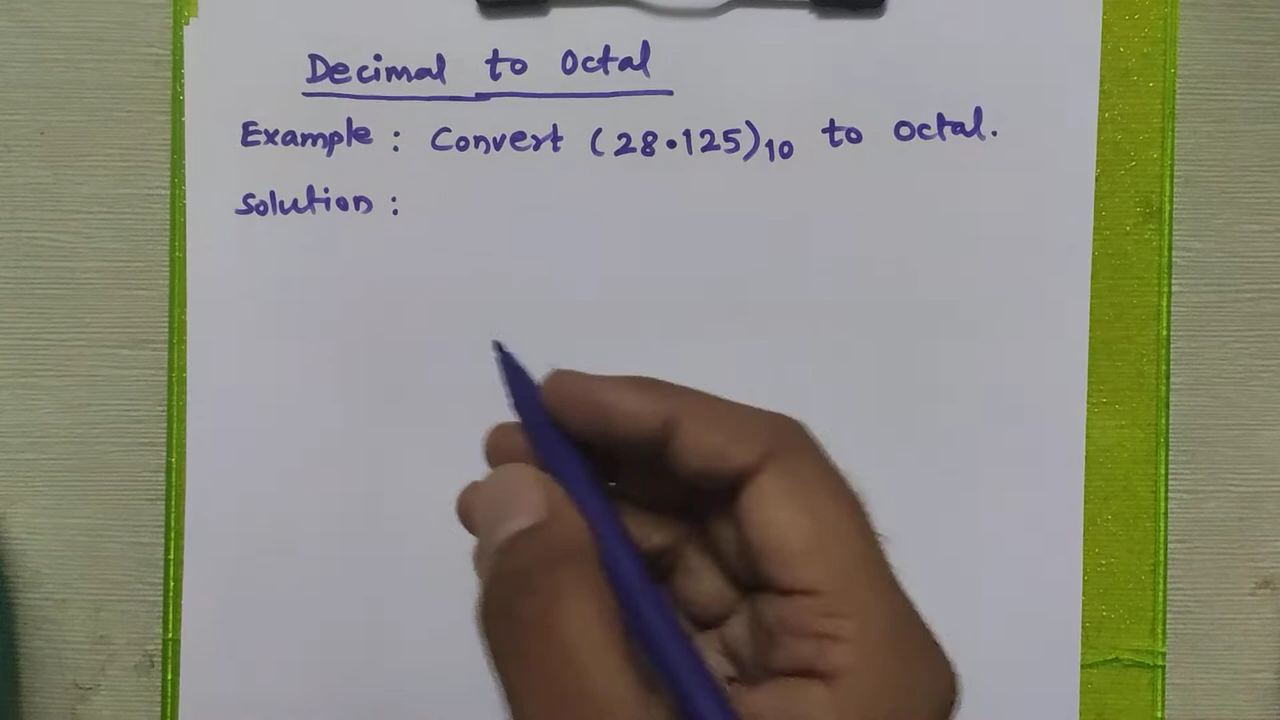 Decimal to Octal
Example : Convert (28.125)₁₀ to Octal.
Solution :